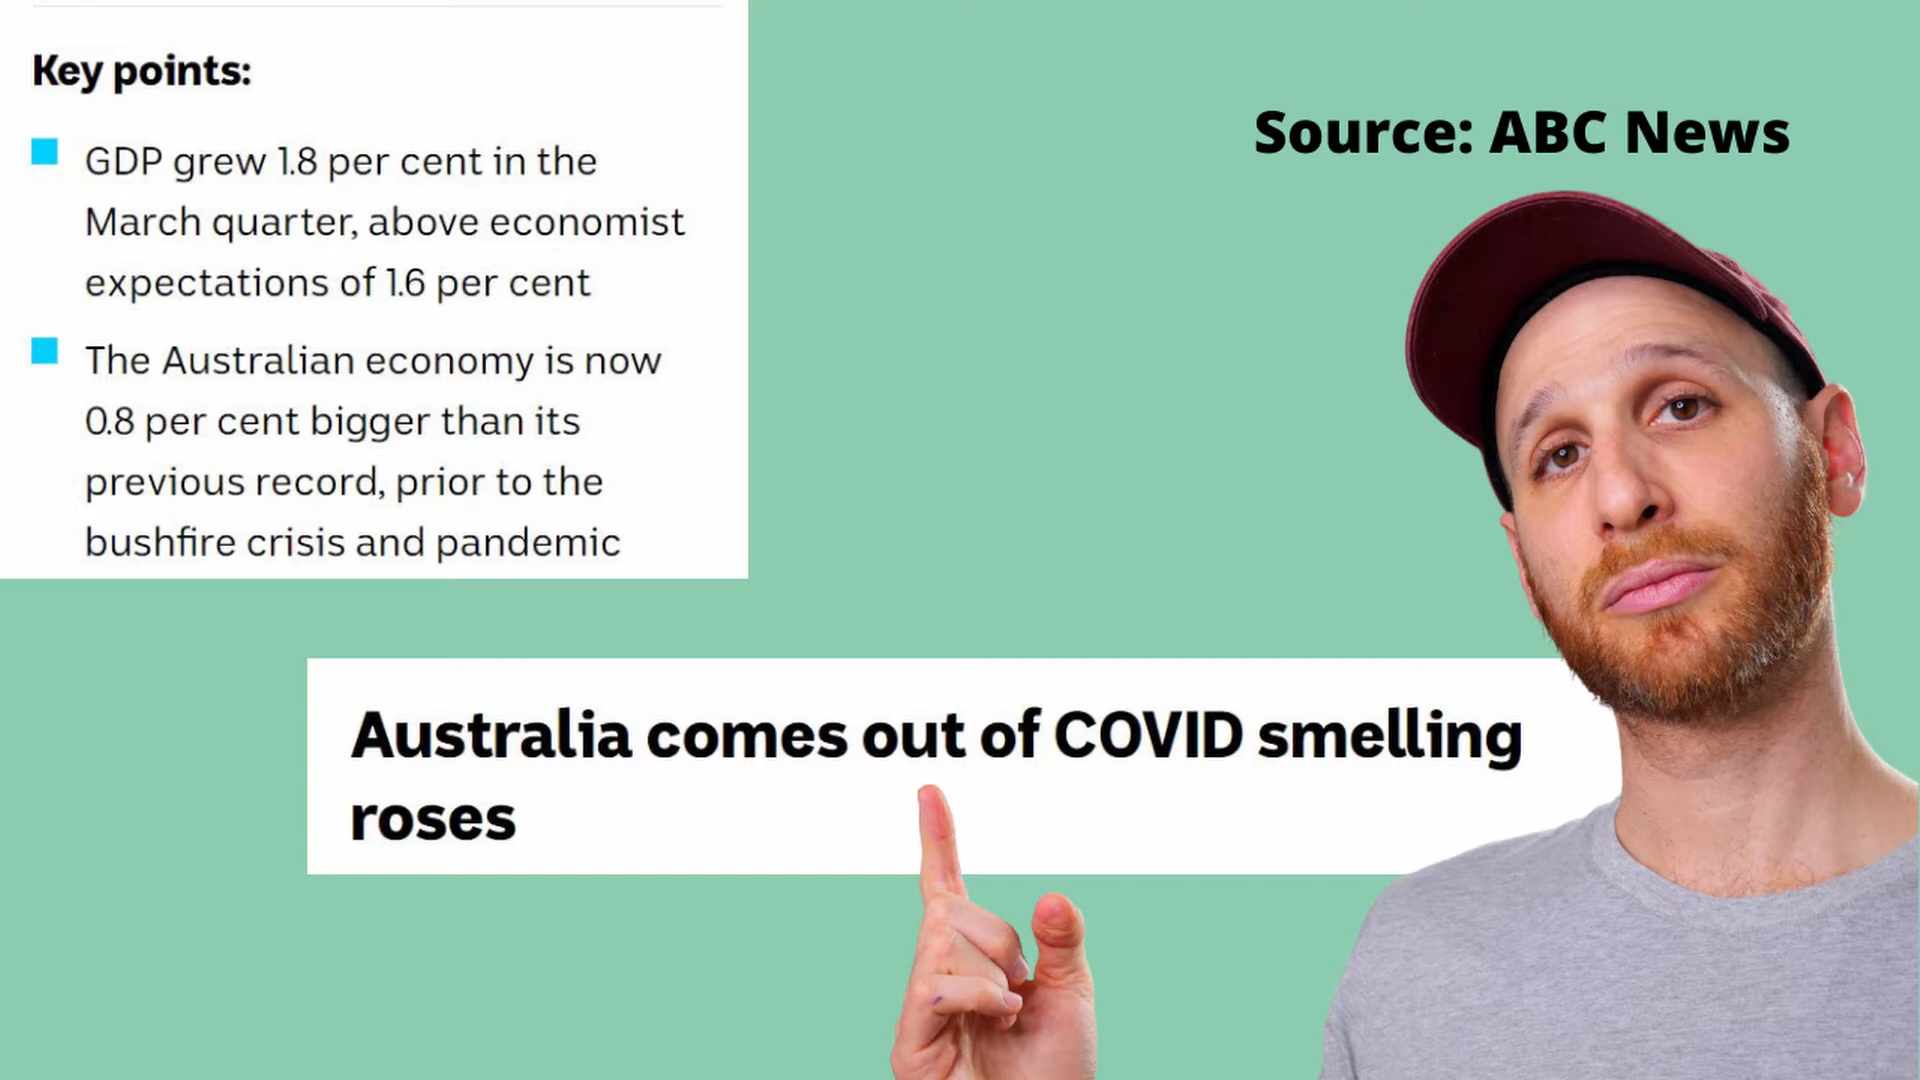 Key points:
GDP grew 1.8 per cent in the
March quarter, above economist
expectations of 1.6 per cent
The Australian economy is now
0.8 per cent bigger than its
previous record, prior to the
bushfire crisis and pandemic
Source: ABC News
Australia comes out of COVID smelling
roses